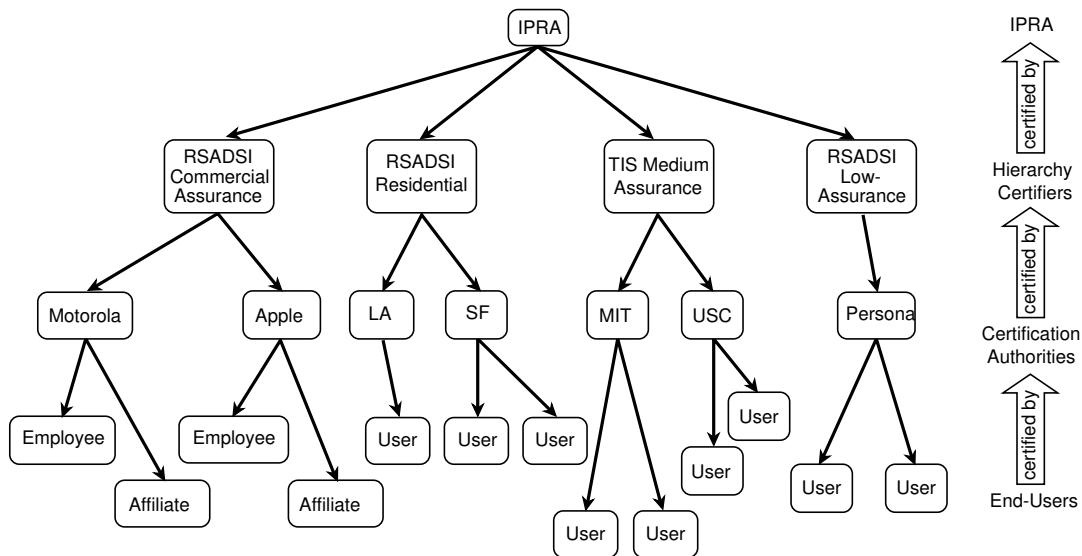 IPRA
IPRA
certified by
RSADSI
Commercial
Assurance
RSADSI
Residential
TIS Medium
Assurance
RSADSI
Low-
Assurance
Hierarchy
Certifiers
certified by
Motorola
Apple
LA
SF
MIT
USC
Persona
Certification
Authorities
certified by
Employee
Employee
User
User
User
User
User
Affiliate
Affiliate
User
User
User
User
End-Users